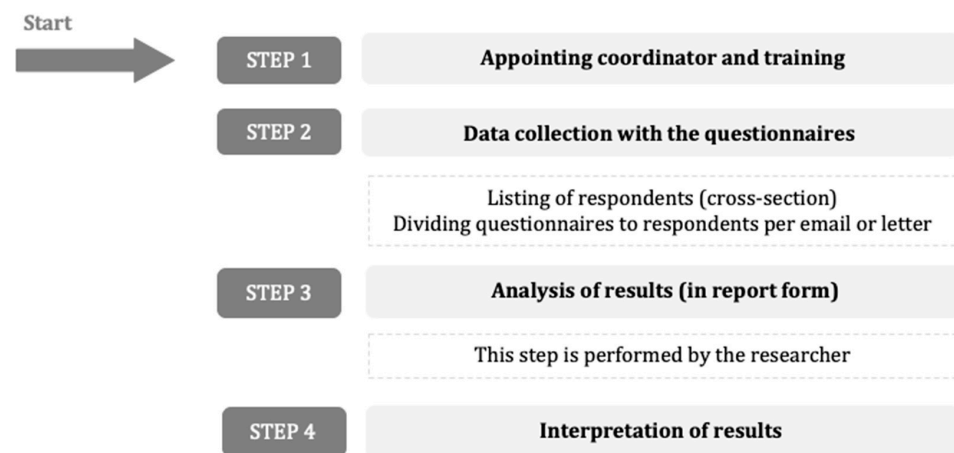 Start
STEP 1
Appointing coordinator and training
STEP 2
Data collection with the questionnaires
Listing of respondents (cross-section)
Dividing questionnaires to respondents per email or letter
STEP 3
Analysis of results (in report form)
This step is performed by the researcher
STEP 4
Interpretation of results